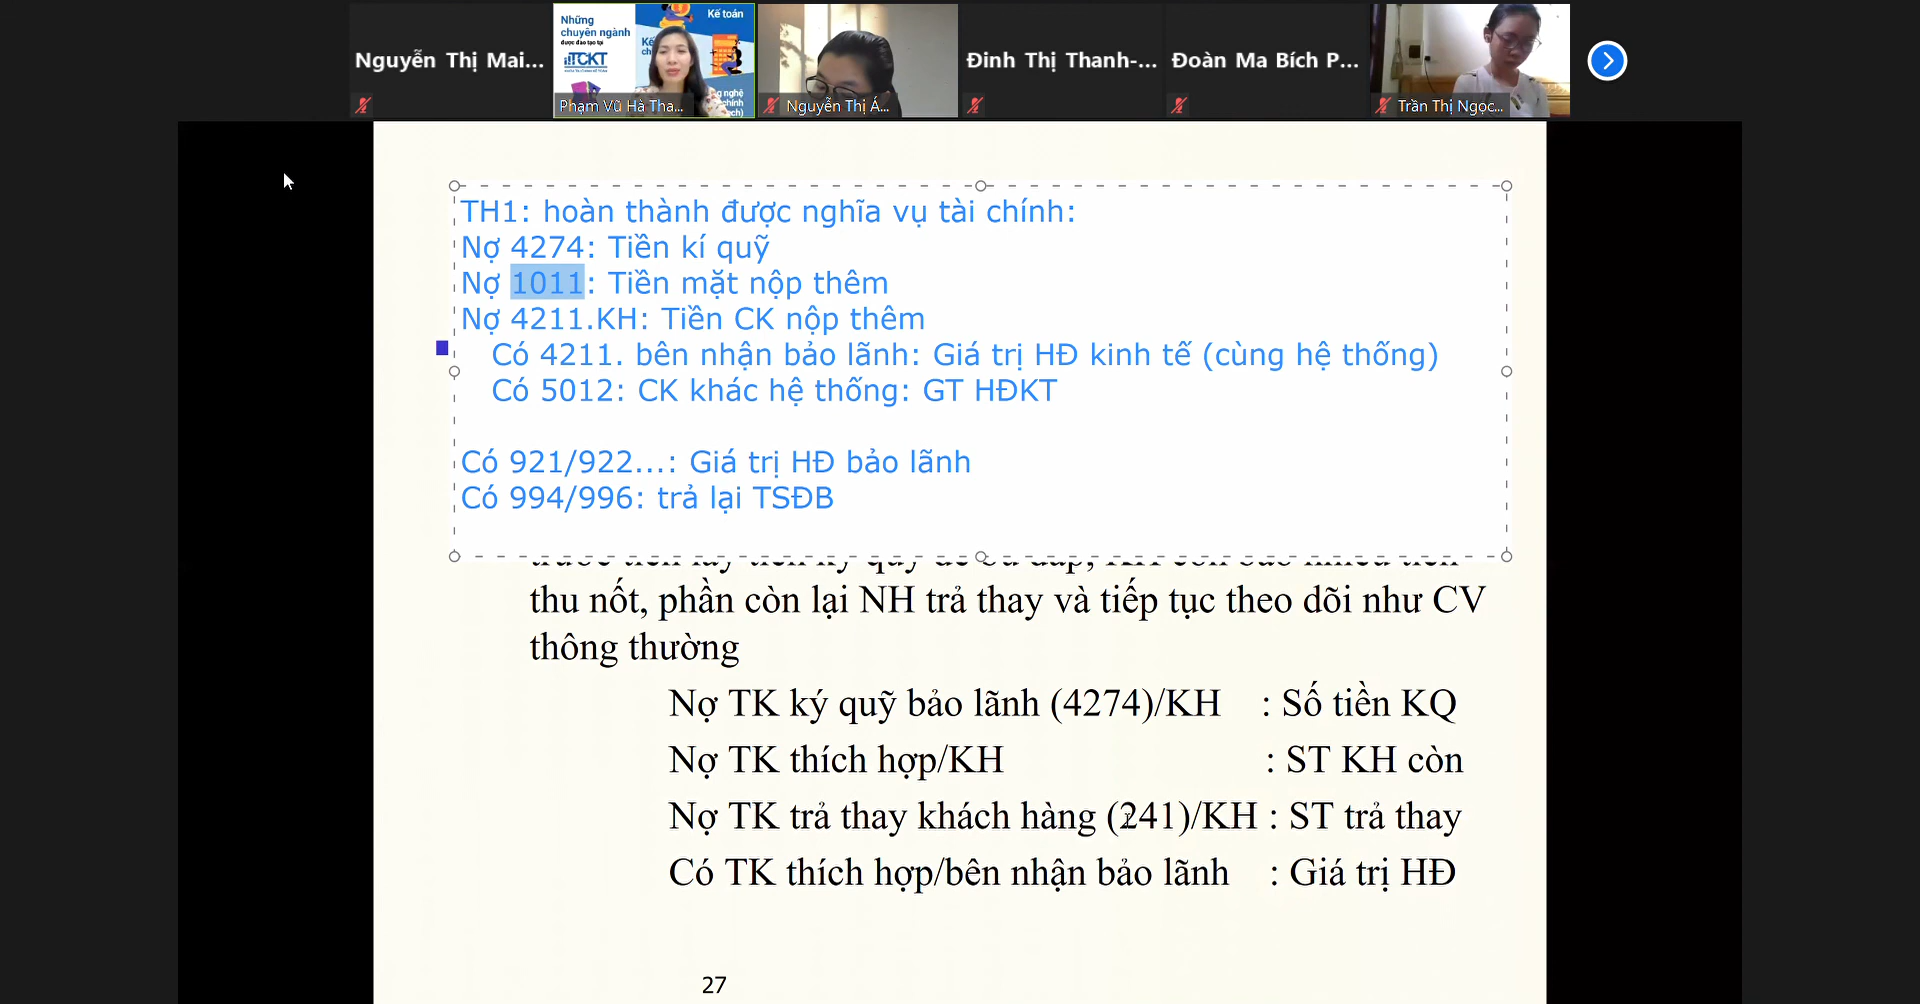 Nguyễn Thị Mai...
Những
chuyên ngành
được đào tạo tại
Kế toán
Phạm Vũ Hà Tha...
Nguyễn Thị Á...
Đinh Thị Thanh-...
Đoàn Ma Bích P...
Trần Thị Ngọc...
TH1: hoàn thành được nghĩa vụ tài chính:
Nợ 4274: Tiền kí quỹ
Nợ 1011: Tiền mặt nộp thêm
Nợ 4211.KH: Tiền CK nộp thêm
Có 4211. bên nhận bảo lãnh: Giá trị HĐ kinh tế (cùng hệ thống)
Có 5012: CK khác hệ thống: GT HĐKT
Có 921/922...: Giá trị HĐ bảo lãnh
Có 994/996: trả lại TSĐB
thu nốt, phần còn lại NH trả thay và tiếp tục theo dõi như CV
thông thường
Nợ TK ký quỹ bảo lãnh (4274)/KH : Số tiền KQ
Nợ TK thích hợp/KH : ST KH còn
Nợ TK trả thay khách hàng (241)/KH : ST trả thay
Có TK thích hợp/bên nhận bảo lãnh : Giá trị HĐ
27